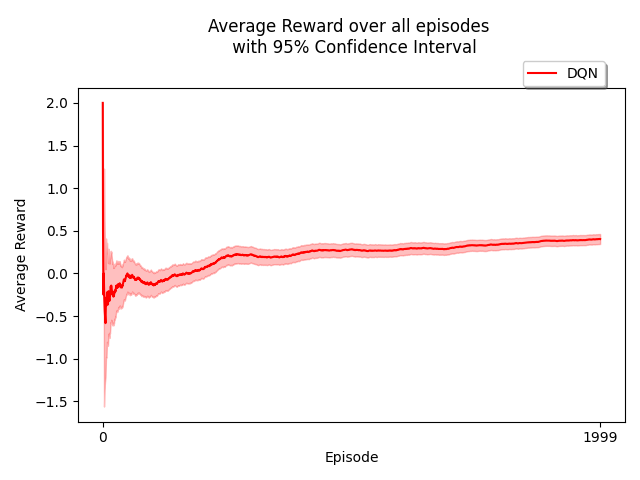 Average Reward over all episodes
with 95% Confidence Interval
DQN
2.0
1.5
1.0
0.5
0.0
−0.5
−1.0
−1.5
Average Reward
0
1999
Episode